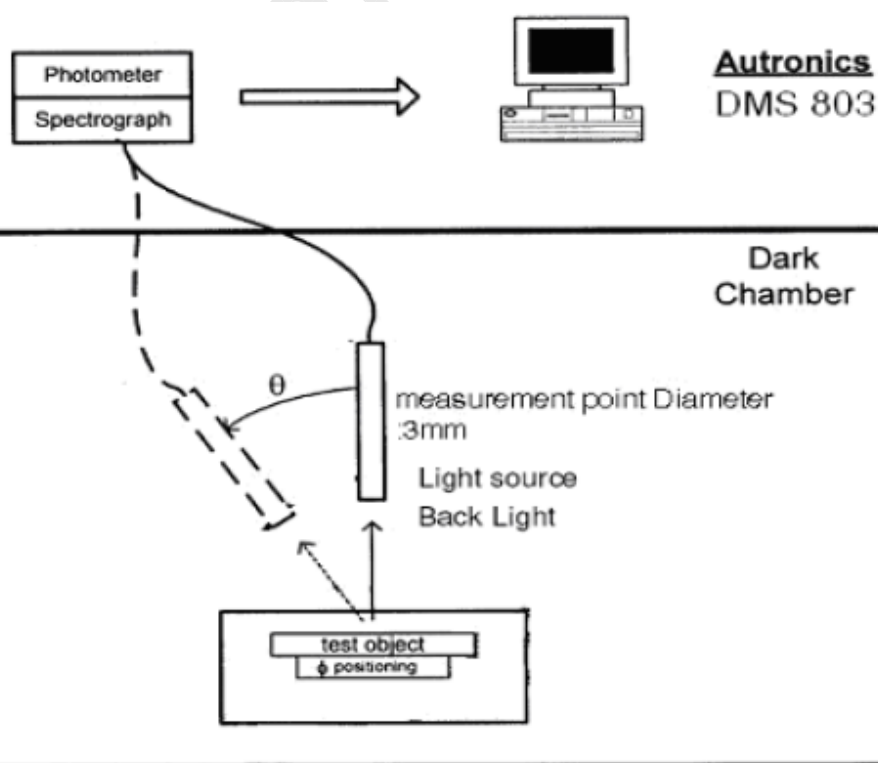 Photometer
Spectrograph
Autronics
DMS 803
Dark
Chamber
θ
measurement point Diameter
:3mm
Light source
Back Light
test object
ϕ positioning